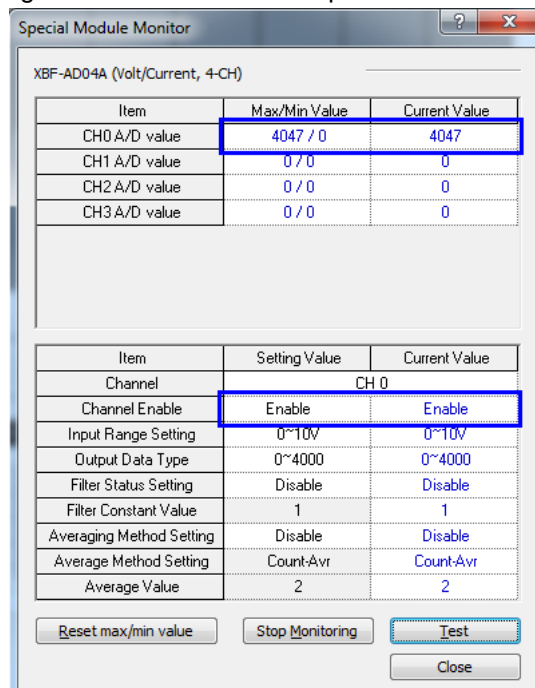 Special Module Monitor
XBF-AD04A (Volt/Current, 4-CH)
Item Max/Min Value Current Value
CH0 A/D value 4047 / 0 4047
CH1 A/D value 0 / 0 0
CH2 A/D value 0 / 0 0
CH3 A/D value 0 / 0 0
Item Setting Value Current Value
Channel CH 0
Channel Enable Enable Enable
Input Range Setting 0~10V 0~10V
Output Data Type 0~4000 0~4000
Filter Status Setting Disable Disable
Filter Constant Value 1 1
Averaging Method Setting Disable Disable
Average Method Setting Count-Avr Count-Avr
Average Value 2 2
Reset max/min value Stop Monitoring Test
Close